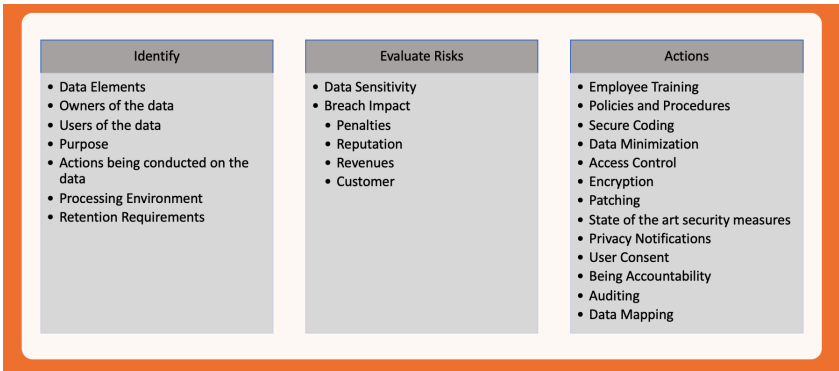 Identify
• Data Elements
• Owners of the data
• Users of the data
• Purpose
• Actions being conducted on the
data
• Processing Environment
• Retention Requirements
Evaluate Risks
• Data Sensitivity
• Breach Impact
• Penalties
• Reputation
• Revenues
• Customer
Actions
• Employee Training
• Policies and Procedures
• Secure Coding
• Data Minimization
• Access Control
• Encryption
• Patching
• State of the art security measures
• Privacy Notifications
• User Consent
• Being Accountability
• Auditing
• Data Mapping